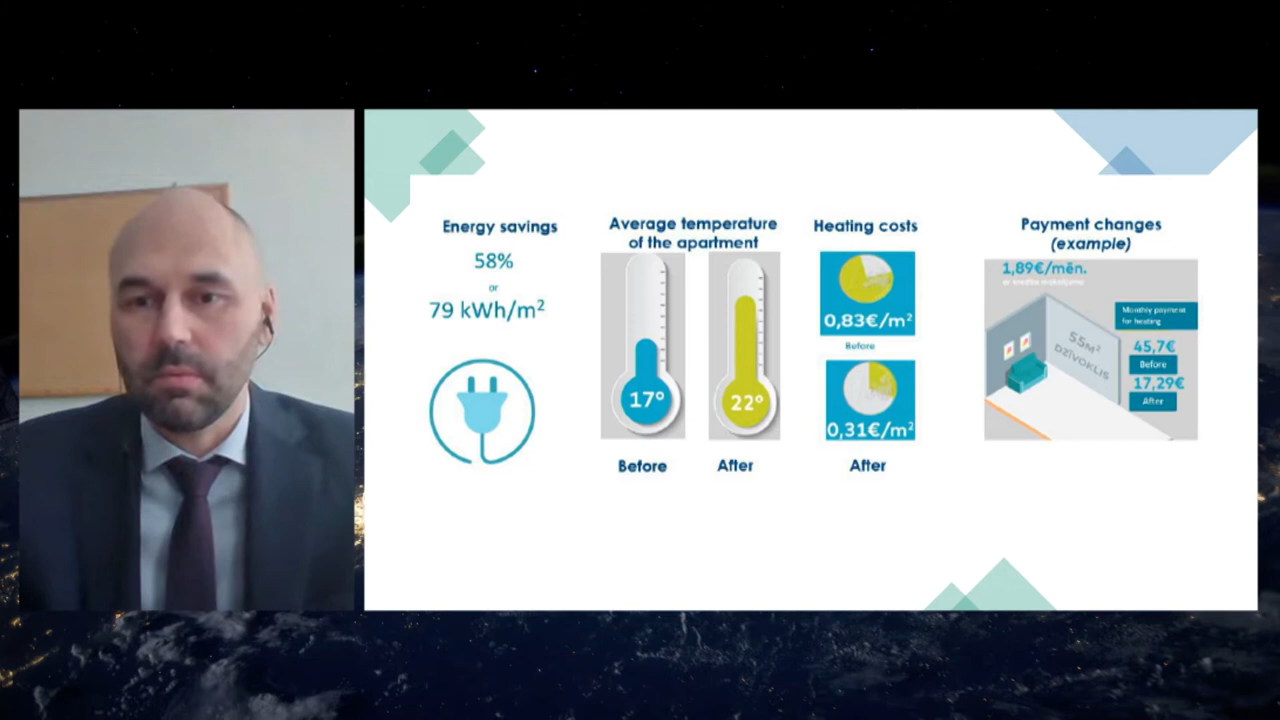 Energy savings
58%
or
79 kWh/m²
Average temperature
of the apartment
17°
22°
Before
After
Heating costs
0,83€/m²
Before
0,31€/m²
After
Payment changes
(example)
1,89€/mēn.
Monthly payment
for heating
55M²
DZĪVOKLIS
45,7€
Before
17,29€
After